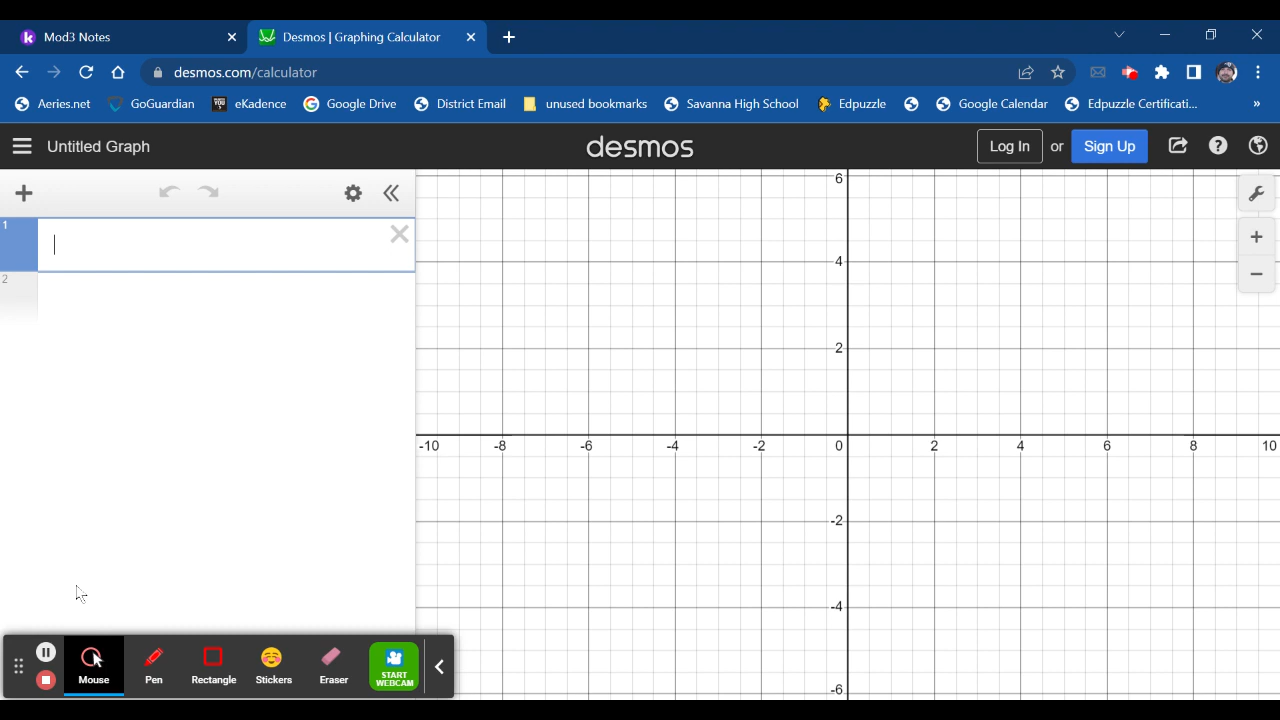 Mod3 Notes
Desmos | Graphing Calculator
desmos.com/calculator
Aeries.net GoGuardian eKadence Google Drive District Email unused bookmarks Savanna High School Edpuzzle Google Calendar Edpuzzle Certificati... »
Untitled Graph
desmos
Log In or Sign Up
1
2
6
4
2
-10 -8 -6 -4 -2 0 2 4 6 8 10
-2
-4
-6
Mouse Pen Rectangle Stickers Eraser START WEBCAM